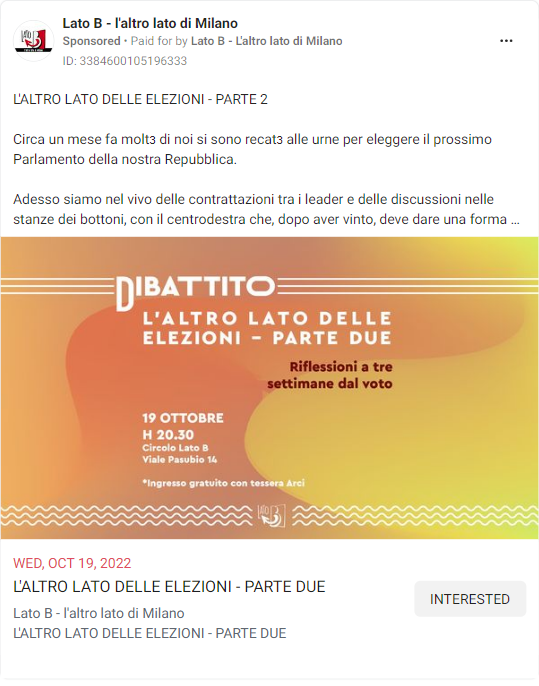 Lato B - l'altro lato di Milano
Sponsored • Paid for by Lato B - L'altro lato di Milano
ID: 3384600105196333
L'ALTRO LATO DELLE ELEZIONI - PARTE 2
Circa un mese fa moltɜ di noi si sono recatɜ alle urne per eleggere il prossimo
Parlamento della nostra Repubblica.
Adesso siamo nel vivo delle contrattazioni tra i leader e delle discussioni nelle
stanze dei bottoni, con il centrodestra che, dopo aver vinto, deve dare una forma ...
DIBATTITO
L'ALTRO LATO DELLE
ELEZIONI – PARTE DUE
Riflessioni a tre
settimane dal voto
19 OTTOBRE
H 20.30
Circolo Lato B
Viale Pasubio 14
*Ingresso gratuito con tessera Arci
WED, OCT 19, 2022
L'ALTRO LATO DELLE ELEZIONI - PARTE DUE
INTERESTED
Lato B - l'altro lato di Milano
L'ALTRO LATO DELLE ELEZIONI - PARTE DUE